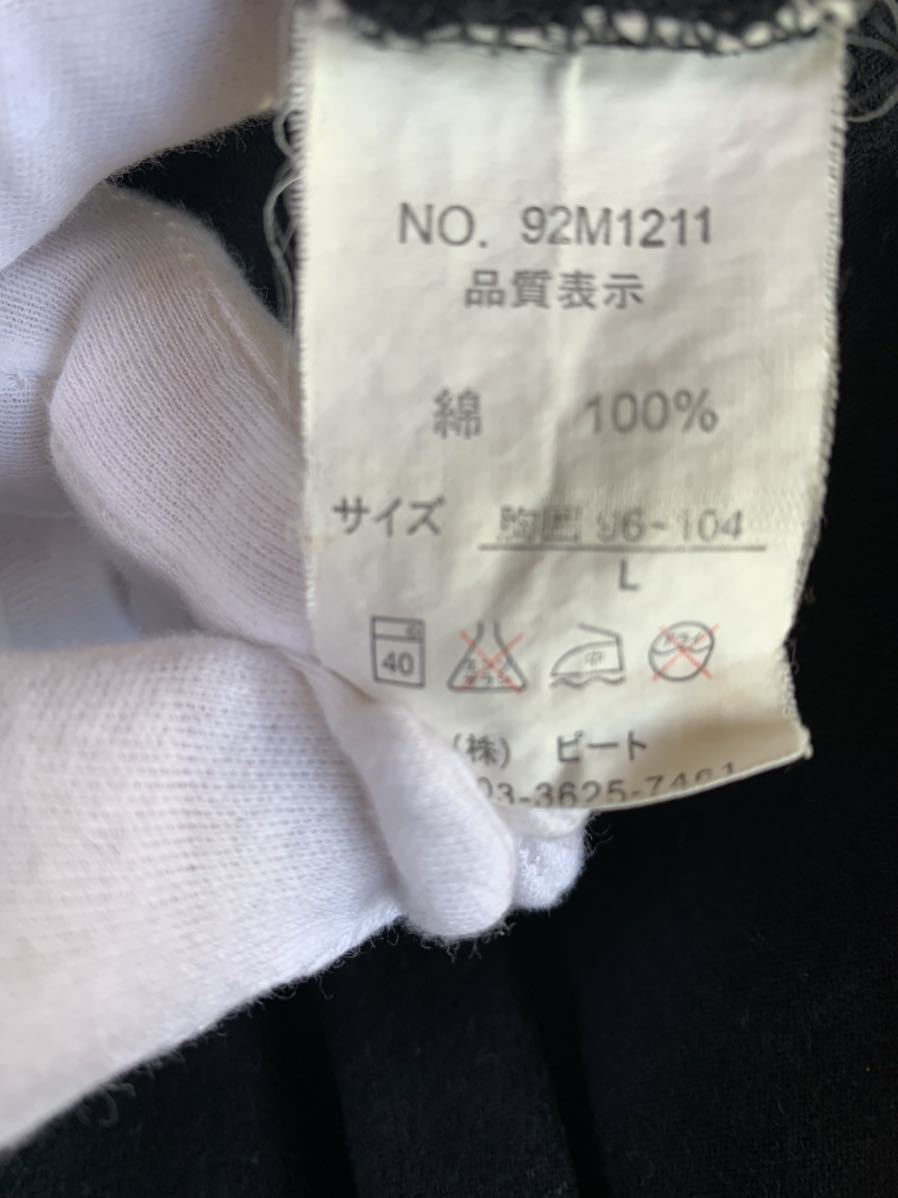 NO. 92M1211
品質表示
綿 100%
サイズ 胸囲 96-104
L
40 中
(株) ピート
03-3625-7461